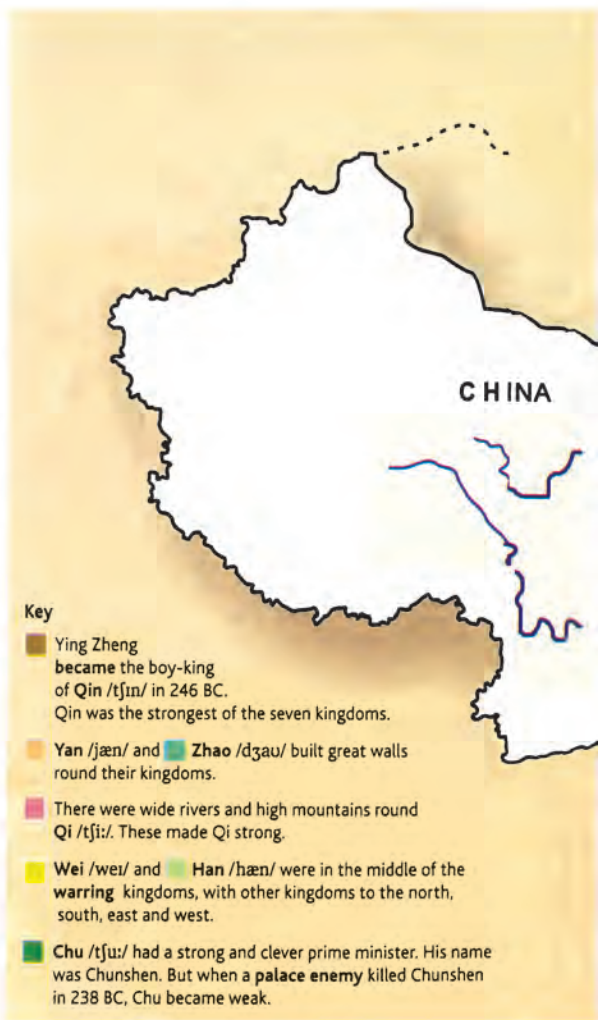 CHINA
Key
Ying Zheng
became the boy-king
of Qin /tʃɪn/ in 246 BC.
Qin was the strongest of the seven kingdoms.
Yan /jæn/ and Zhao /dʒaʊ/ built great walls
round their kingdoms.
There were wide rivers and high mountains round
Qi /tʃiː/. These made Qi strong.
Wei /weɪ/ and Han /hæn/ were in the middle of the
warring kingdoms, with other kingdoms to the north,
south, east and west.
Chu /tʃuː/ had a strong and clever prime minister. His name
was Chunshen. But when a palace enemy killed Chunshen
in 238 BC, Chu became weak.